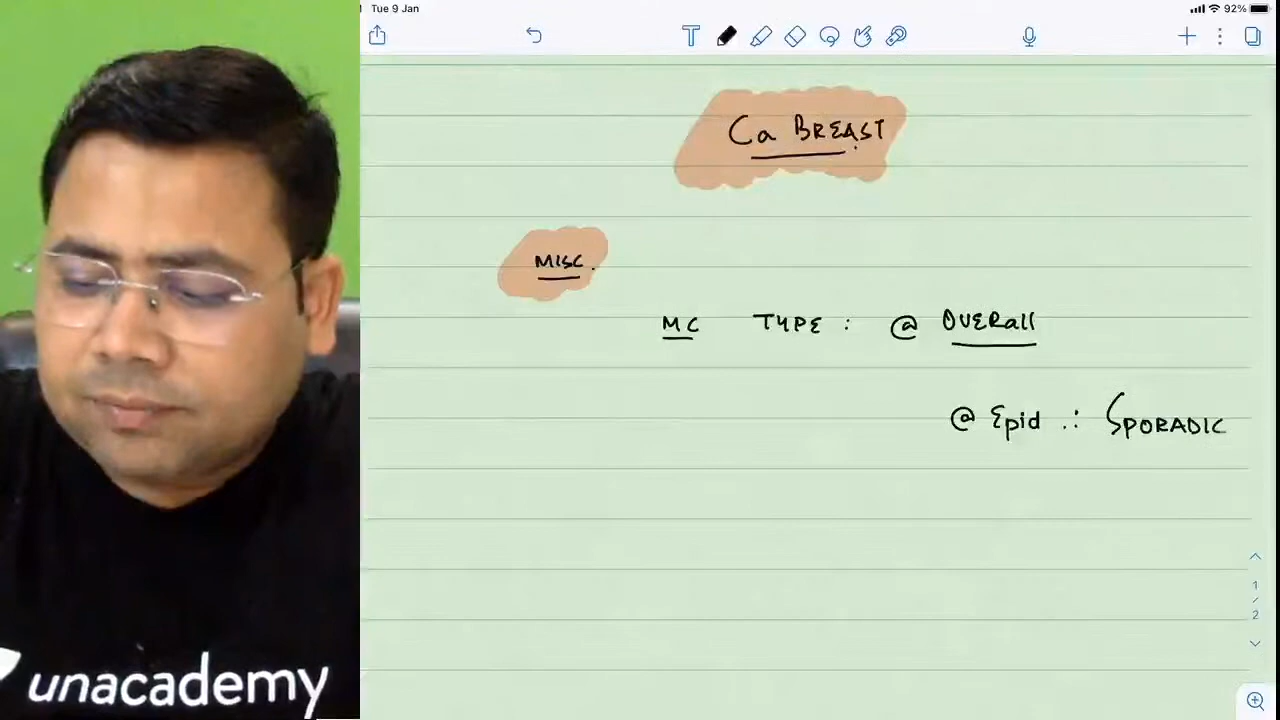 Tue 9 Jan
92%
T
Ca BREAST
MISC.
MC TYPE : @ OVERall
@ Epid ∴ SPORADIC
1
/
2
unacademy